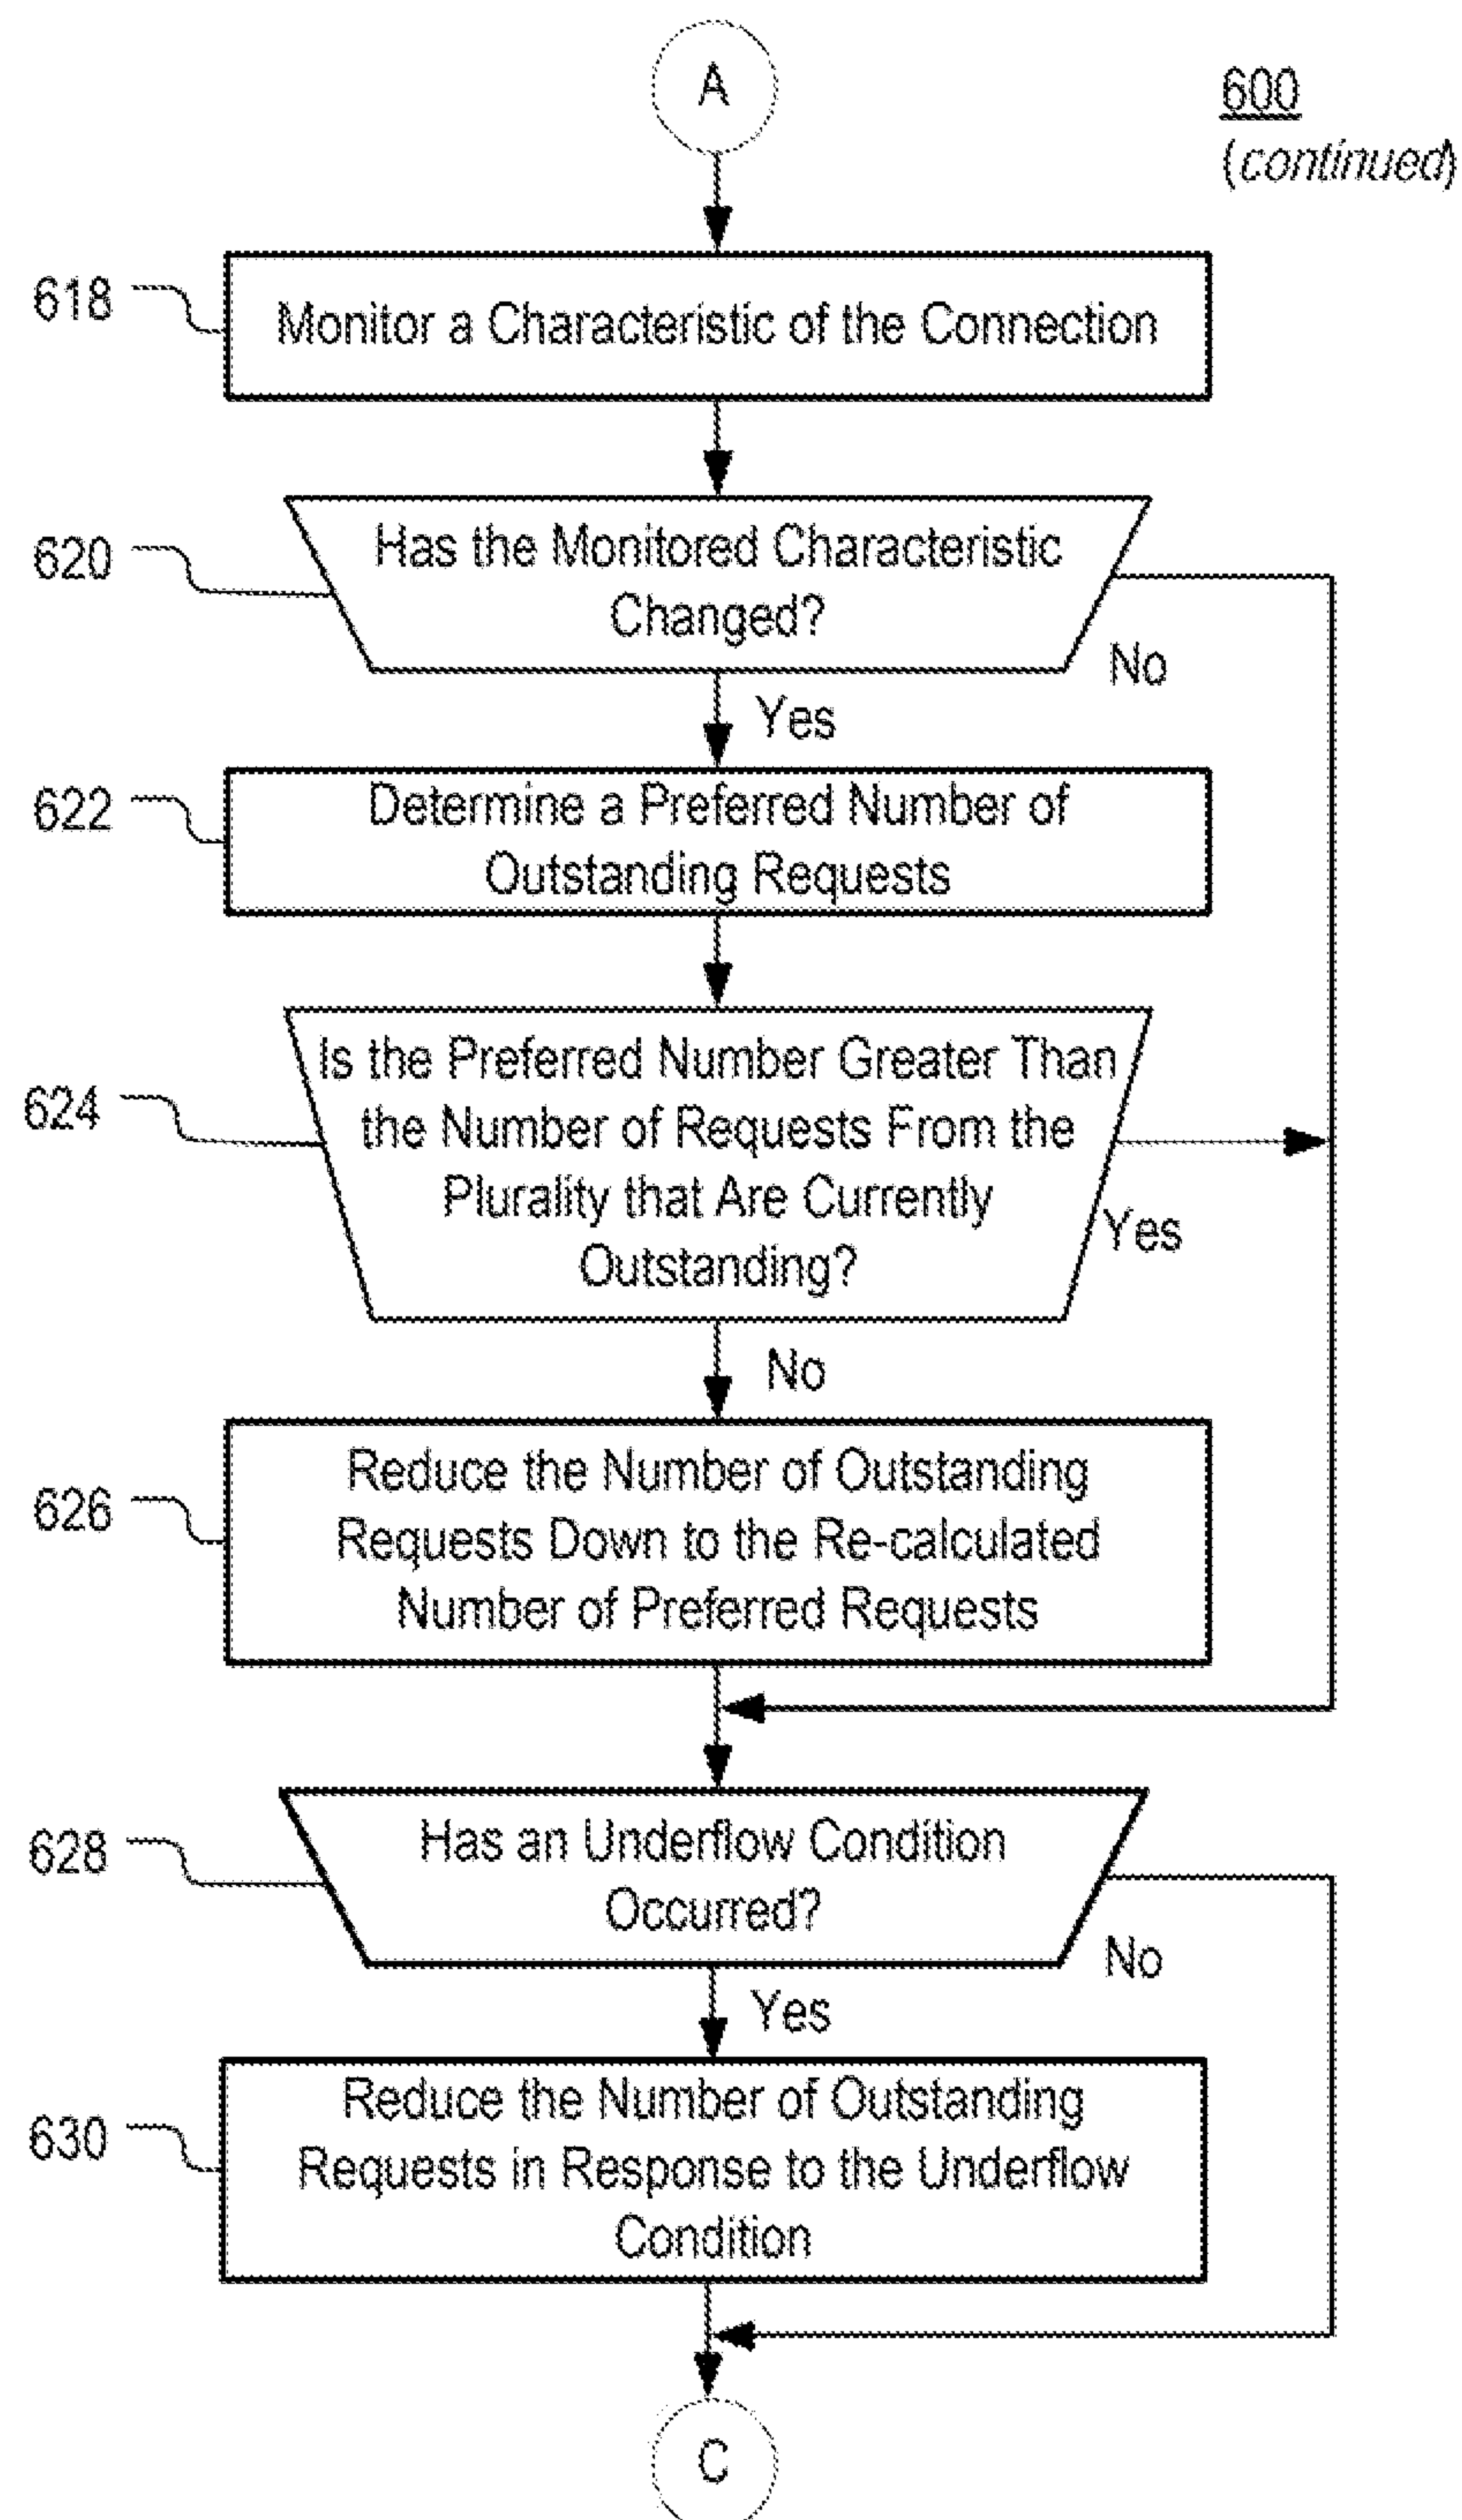 A
600
(continued)
618
Monitor a Characteristic of the Connection
620
Has the Monitored Characteristic
Changed?
No
Yes
622
Determine a Preferred Number of
Outstanding Requests
624
Is the Preferred Number Greater Than
the Number of Requests From the
Plurality that Are Currently
Outstanding?
Yes
No
626
Reduce the Number of Outstanding
Requests Down to the Re-calculated
Number of Preferred Requests
628
Has an Underflow Condition
Occurred?
No
Yes
630
Reduce the Number of Outstanding
Requests in Response to the Underflow
Condition
C